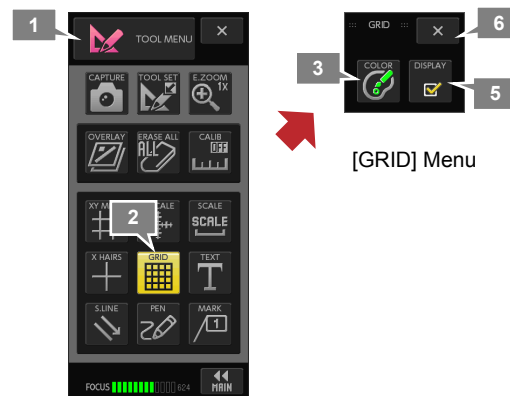 1
TOOL MENU
×
CAPTURE
TOOL SET
E.ZOOM
1X
OVERLAY
ERASE ALL
ALL
CALIB
OFF
XY M
CALE
SCALE
SCALE
2
X HAIRS
GRID
TEXT
T
S.LINE
PEN
MARK
1
FOCUS
624
MAIN
GRID
×
6
3
COLOR
DISPLAY
5
[GRID] Menu